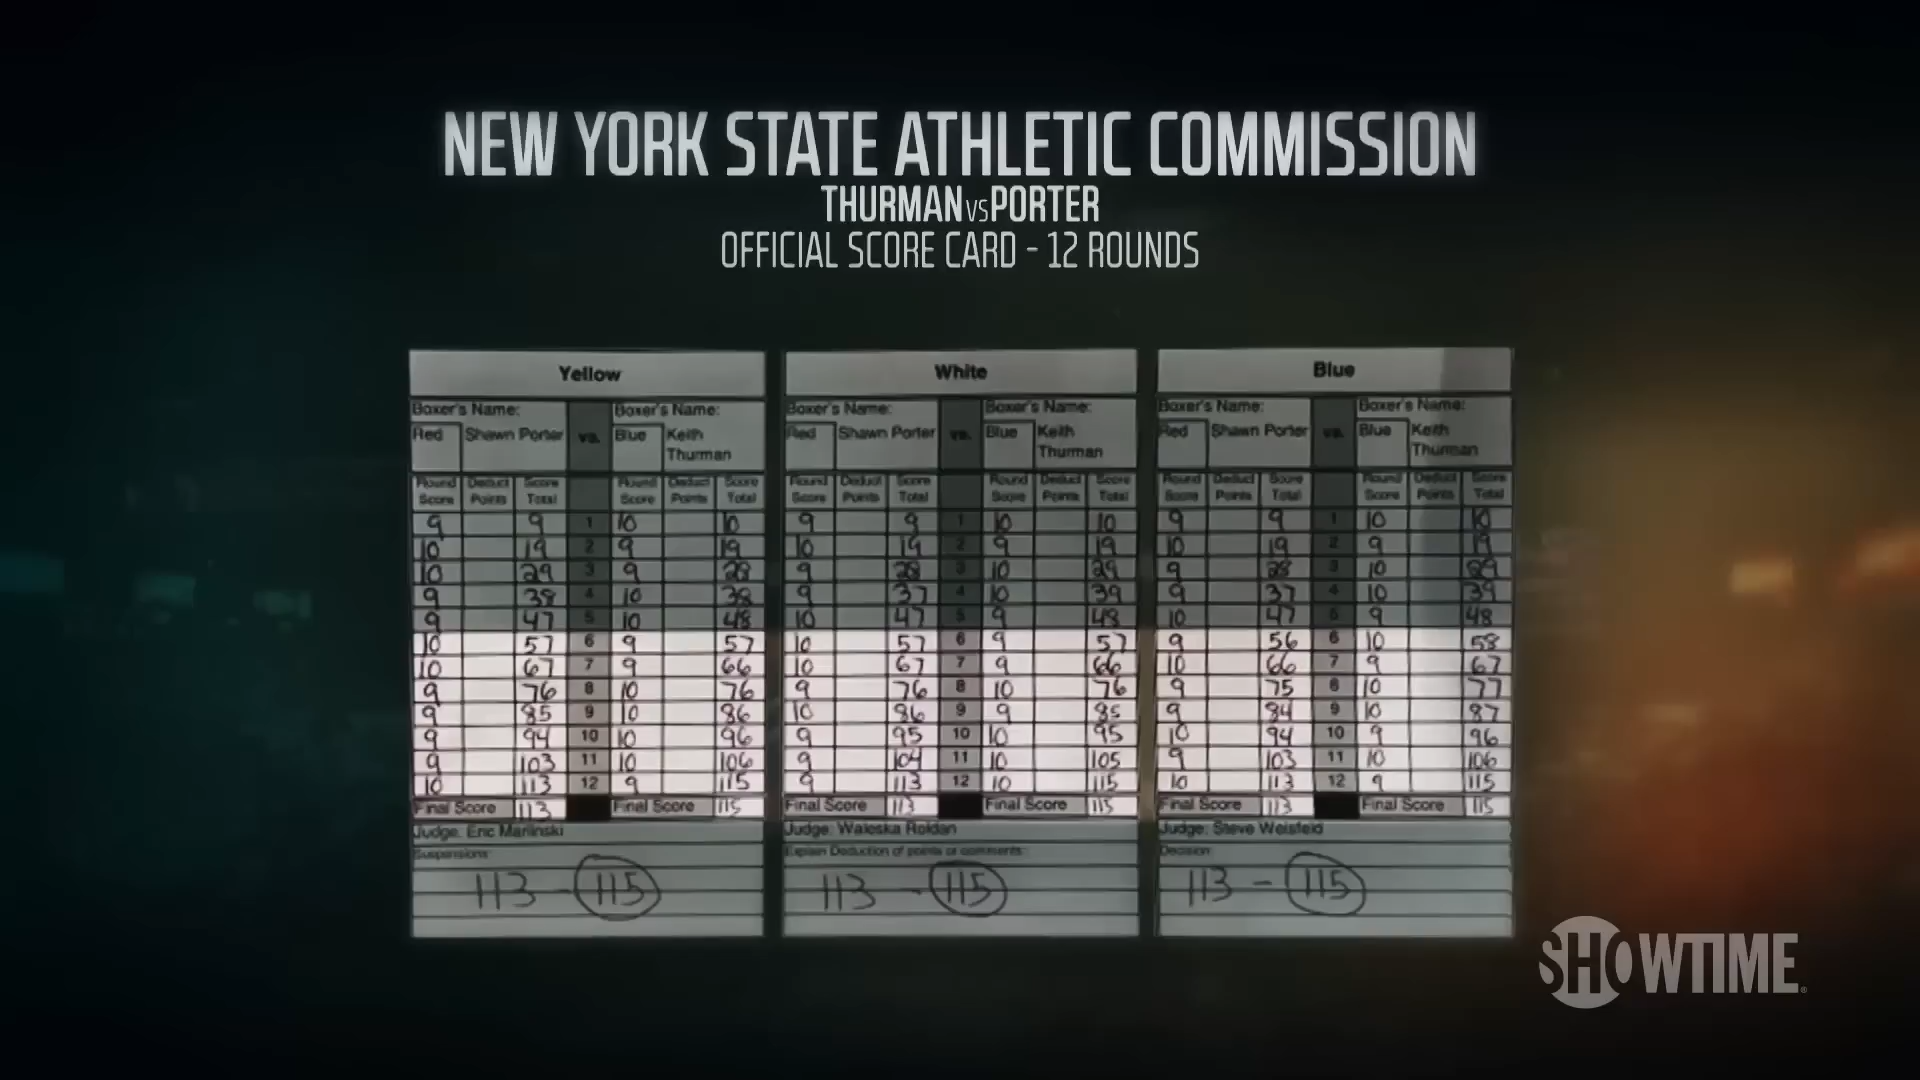 NEW YORK STATE ATHLETIC COMMISSION
THURMAN VS PORTER
OFFICIAL SCORE CARD - 12 ROUNDS
Yellow
Boxer's Name: Boxer's Name:
Red Shawn Porter vs. Blue Keith Thurman
Round Score Deduct Points Score Total Round Score Deduct Points Score Total
9 9 1 10 10
10 19 2 9 19
10 29 3 9 28
9 38 4 10 38
9 47 5 10 48
10 57 6 9 57
10 67 7 9 66
9 76 8 10 76
9 85 9 10 86
9 94 10 10 96
9 103 11 10 106
10 113 12 9 115
Final Score 113 Final Score 115
Judge: Eric Marlinski
Suspensions:
113 - 115
White
Boxer's Name: Boxer's Name:
Red Shawn Porter vs. Blue Keith Thurman
Round Score Deduct Points Score Total Round Score Deduct Points Score Total
9 9 1 10 10
10 19 2 9 19
9 28 3 10 29
9 37 4 10 39
10 47 5 9 48
10 57 6 9 57
10 67 7 9 66
9 76 8 10 76
10 86 9 9 85
9 95 10 10 95
9 104 11 10 105
9 113 12 10 115
Final Score 113 Final Score 115
Judge: Waleska Roldan
Explain Deduction of points or comments:
113 - 115
Blue
Boxer's Name: Boxer's Name:
Red Shawn Porter vs. Blue Keith Thurman
Round Score Deduct Points Score Total Round Score Deduct Points Score Total
9 9 1 10 10
10 19 2 9 19
9 28 3 10 29
9 37 4 10 39
10 47 5 9 48
9 56 6 10 58
10 66 7 9 67
9 75 8 10 77
9 84 9 10 87
10 94 10 9 96
9 103 11 10 106
10 113 12 9 115
Final Score 113 Final Score 115
Judge: Steve Weisfeld
Decision:
113 - 115
SHOWTIME